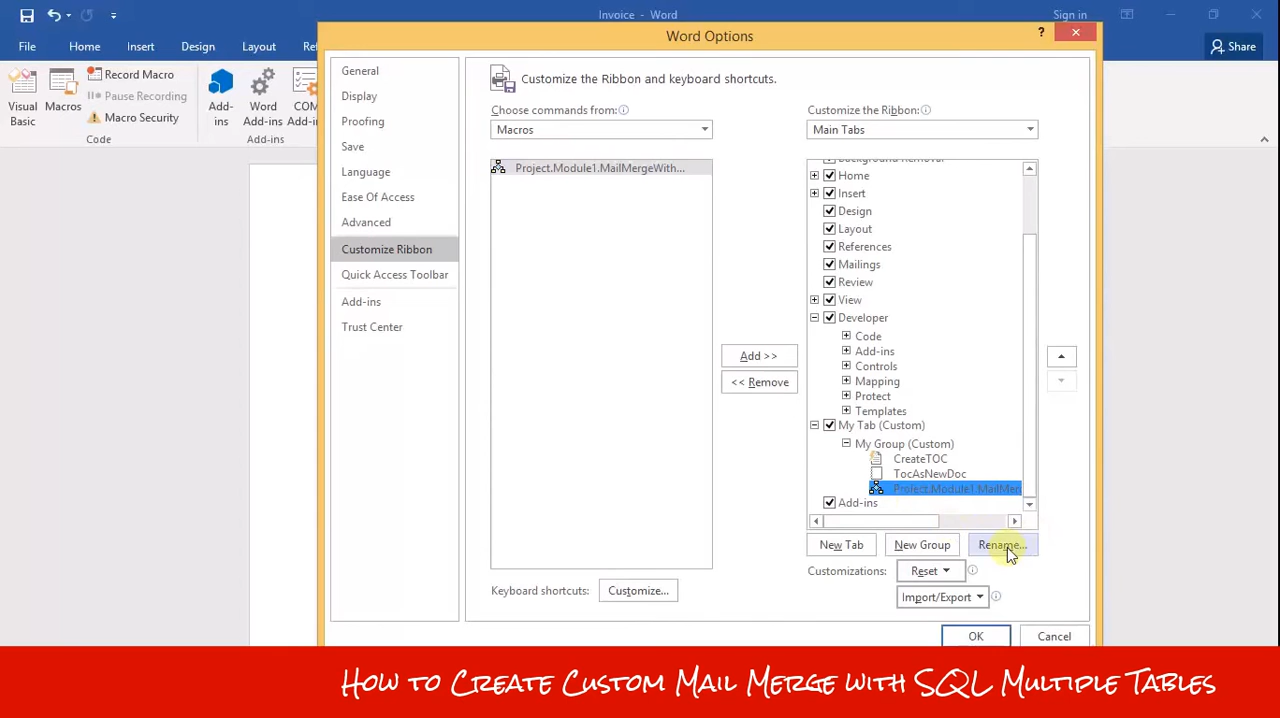 Invoice - Word
Sign in
File Home Insert Design Layout
Share
Record Macro
Pause Recording
Macro Security
Visual Basic
Macros
Code
Add-ins
Word Add-ins
COM
Add-ins
Word Options
?
General
Display
Proofing
Save
Language
Ease Of Access
Advanced
Customize Ribbon
Quick Access Toolbar
Add-ins
Trust Center
Customize the Ribbon and keyboard shortcuts.
Choose commands from:
Macros
Project.Module1.MailMergeWith...
Add >>
<< Remove
Keyboard shortcuts: Customize...
Customize the Ribbon:
Main Tabs
Background Removal
Home
Insert
Design
Layout
References
Mailings
Review
View
Developer
Code
Add-ins
Controls
Mapping
Protect
Templates
My Tab (Custom)
My Group (Custom)
CreateTOC
TocAsNewDoc
Project.Module1.MailMer
Add-ins
New Tab New Group Rename...
Customizations: Reset
Import/Export
OK Cancel
How to Create Custom Mail Merge with SQL Multiple Tables